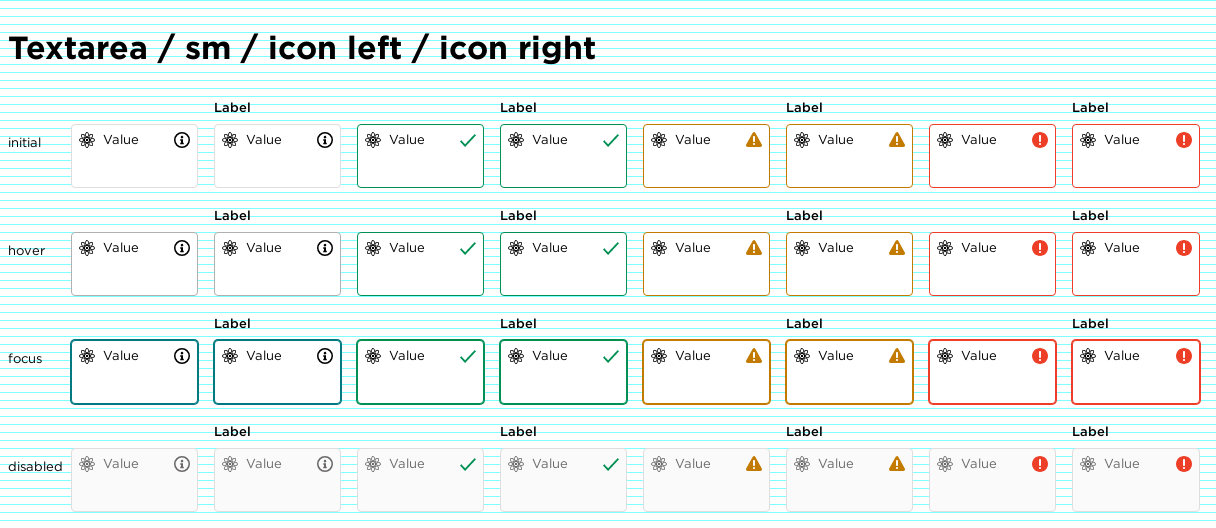 Textarea / sm / icon left / icon right
Label Label Label Label
initial Value Value Value Value Value Value Value Value
Label Label Label Label
hover Value Value Value Value Value Value Value Value
Label Label Label Label
focus Value Value Value Value Value Value Value Value
Label Label Label Label
disabled Value Value Value Value Value Value Value Value